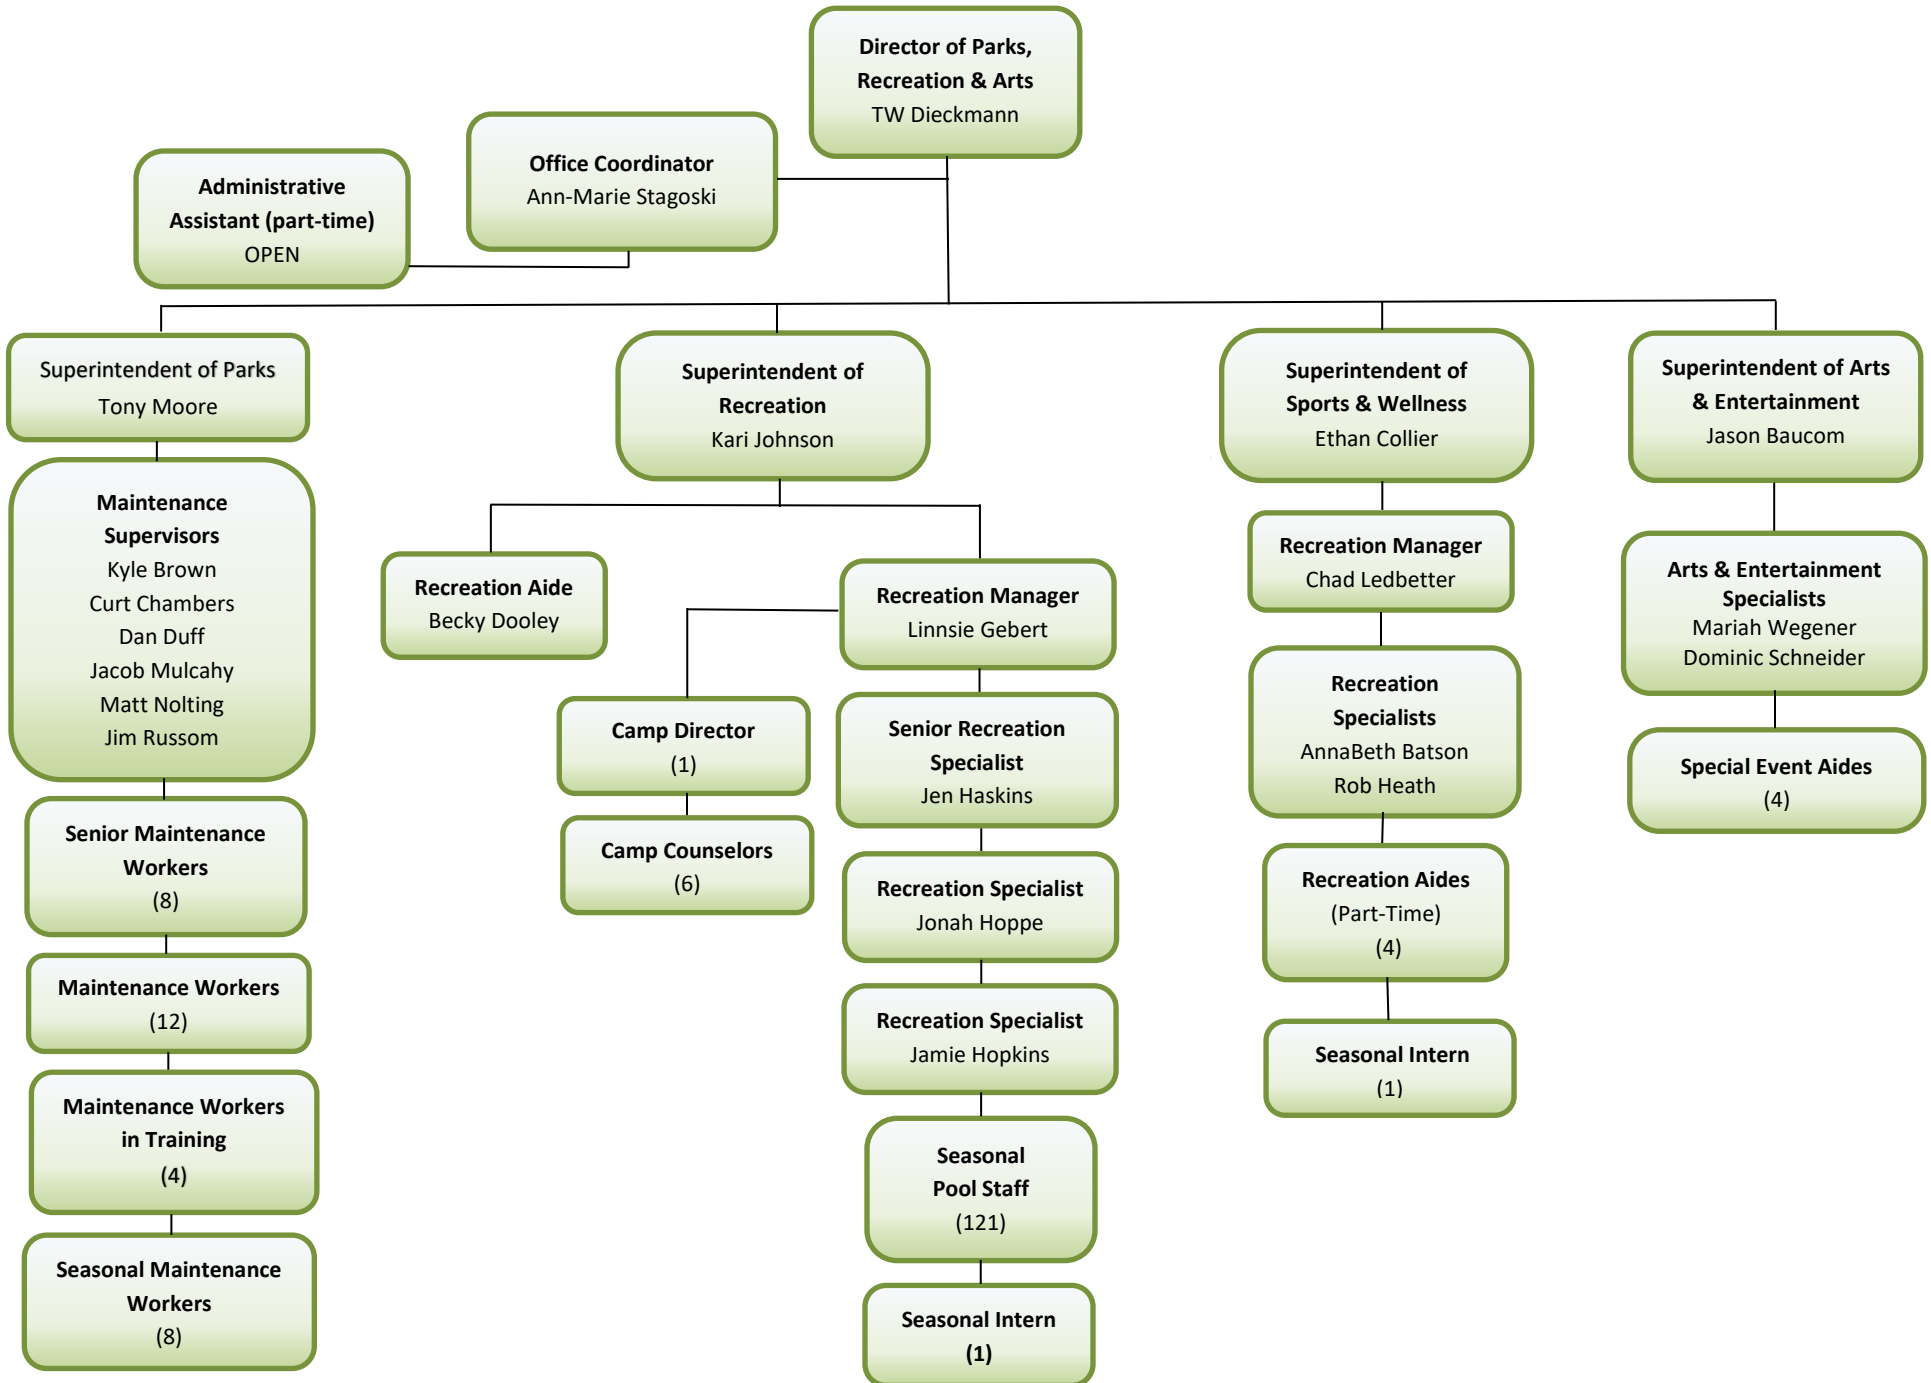 Director of Parks,
Recreation & Arts
TW Dieckmann
Office Coordinator
Ann-Marie Stagoski
Administrative
Assistant (part-time)
OPEN
Superintendent of Parks
Tony Moore
Maintenance
Supervisors
Kyle Brown
Curt Chambers
Dan Duff
Jacob Mulcahy
Matt Nolting
Jim Russom
Senior Maintenance
Workers
(8)
Maintenance Workers
(12)
Maintenance Workers
in Training
(4)
Seasonal Maintenance
Workers
(8)
Superintendent of
Recreation
Kari Johnson
Recreation Aide
Becky Dooley
Recreation Manager
Linnsie Gebert
Camp Director
(1)
Camp Counselors
(6)
Senior Recreation
Specialist
Jen Haskins
Recreation Specialist
Jonah Hoppe
Recreation Specialist
Jamie Hopkins
Seasonal
Pool Staff
(121)
Seasonal Intern
(1)
Superintendent of
Sports & Wellness
Ethan Collier
Recreation Manager
Chad Ledbetter
Recreation
Specialists
AnnaBeth Batson
Rob Heath
Recreation Aides
(Part-Time)
(4)
Seasonal Intern
(1)
Superintendent of Arts
& Entertainment
Jason Baucom
Arts & Entertainment
Specialists
Mariah Wegener
Dominic Schneider
Special Event Aides
(4)